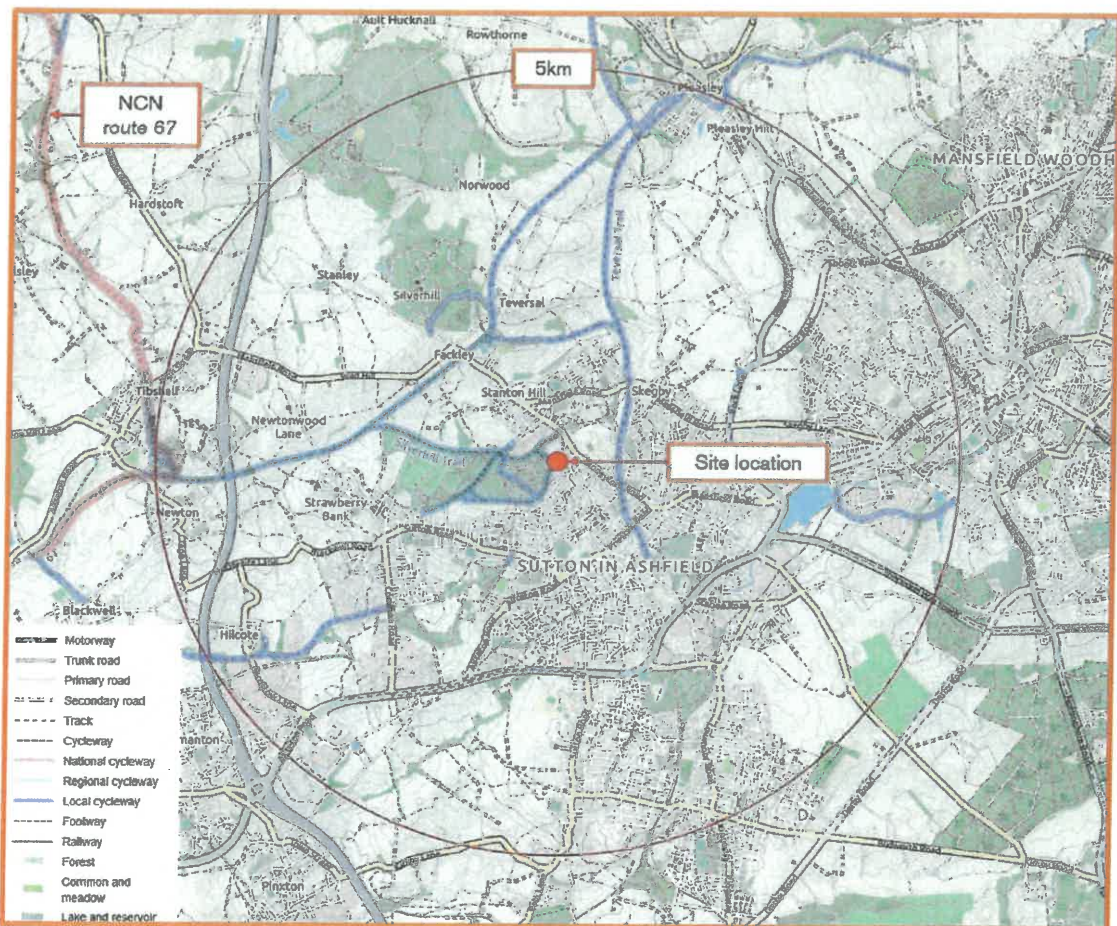 Ault Hucknall
Rowthorne
5km
NCN
route 67
Pleasley
Pleasley Hill
MANSFIELD WOODH
Norwood
Hardstoft
Teversal Trail
Stanley
Silverhill
Teversal
Fackley
Tibshelf
Stanton Hill
Skegby
Newtonwood
Lane
Site location
Strawberry
Bank
Newton
SUTTON IN ASHFIELD
Blackwell
Hilcote
Motorway
Trunk road
Primary road
Secondary road
Track
Cycleway
National cycleway
Regional cycleway
Local cycleway
Footway
Railway
Forest
Common and
meadow
Lake and reservoir
Pinxton